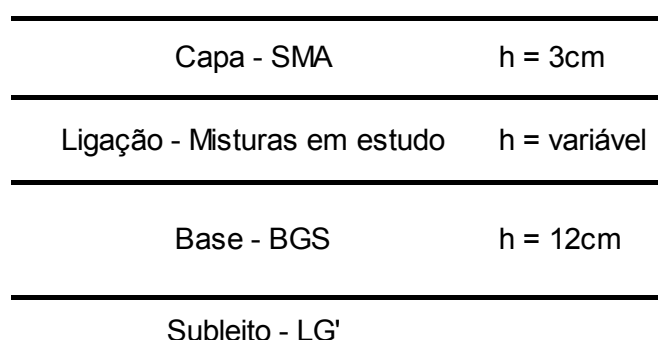 Capa - SMA h = 3cm
Ligação - Misturas em estudo h = variável
Base - BGS h = 12cm
Subleito - LG'